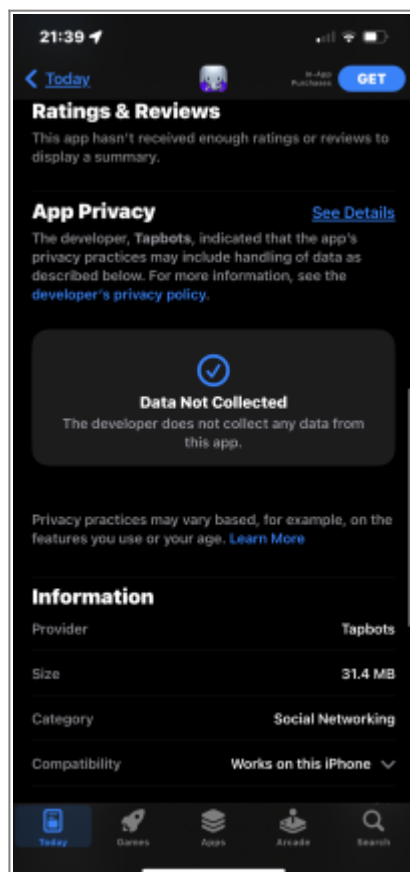 21:39
Today
In-App
Purchases
GET
Ratings & Reviews
This app hasn't received enough ratings or reviews to
display a summary.
App Privacy
See Details
The developer, Tapbots, indicated that the app's
privacy practices may include handling of data as
described below. For more information, see the
developer's privacy policy.
Data Not Collected
The developer does not collect any data from
this app.
Privacy practices may vary based, for example, on the
features you use or your age. Learn More
Information
Provider
Tapbots
Size
31.4 MB
Category
Social Networking
Compatibility
Works on this iPhone
Today
Games
Apps
Arcade
Search